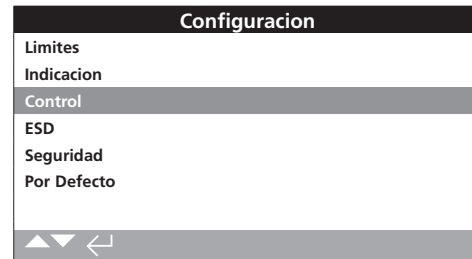 Configuracion
Limites
Indicacion
Control
ESD
Seguridad
Por Defecto